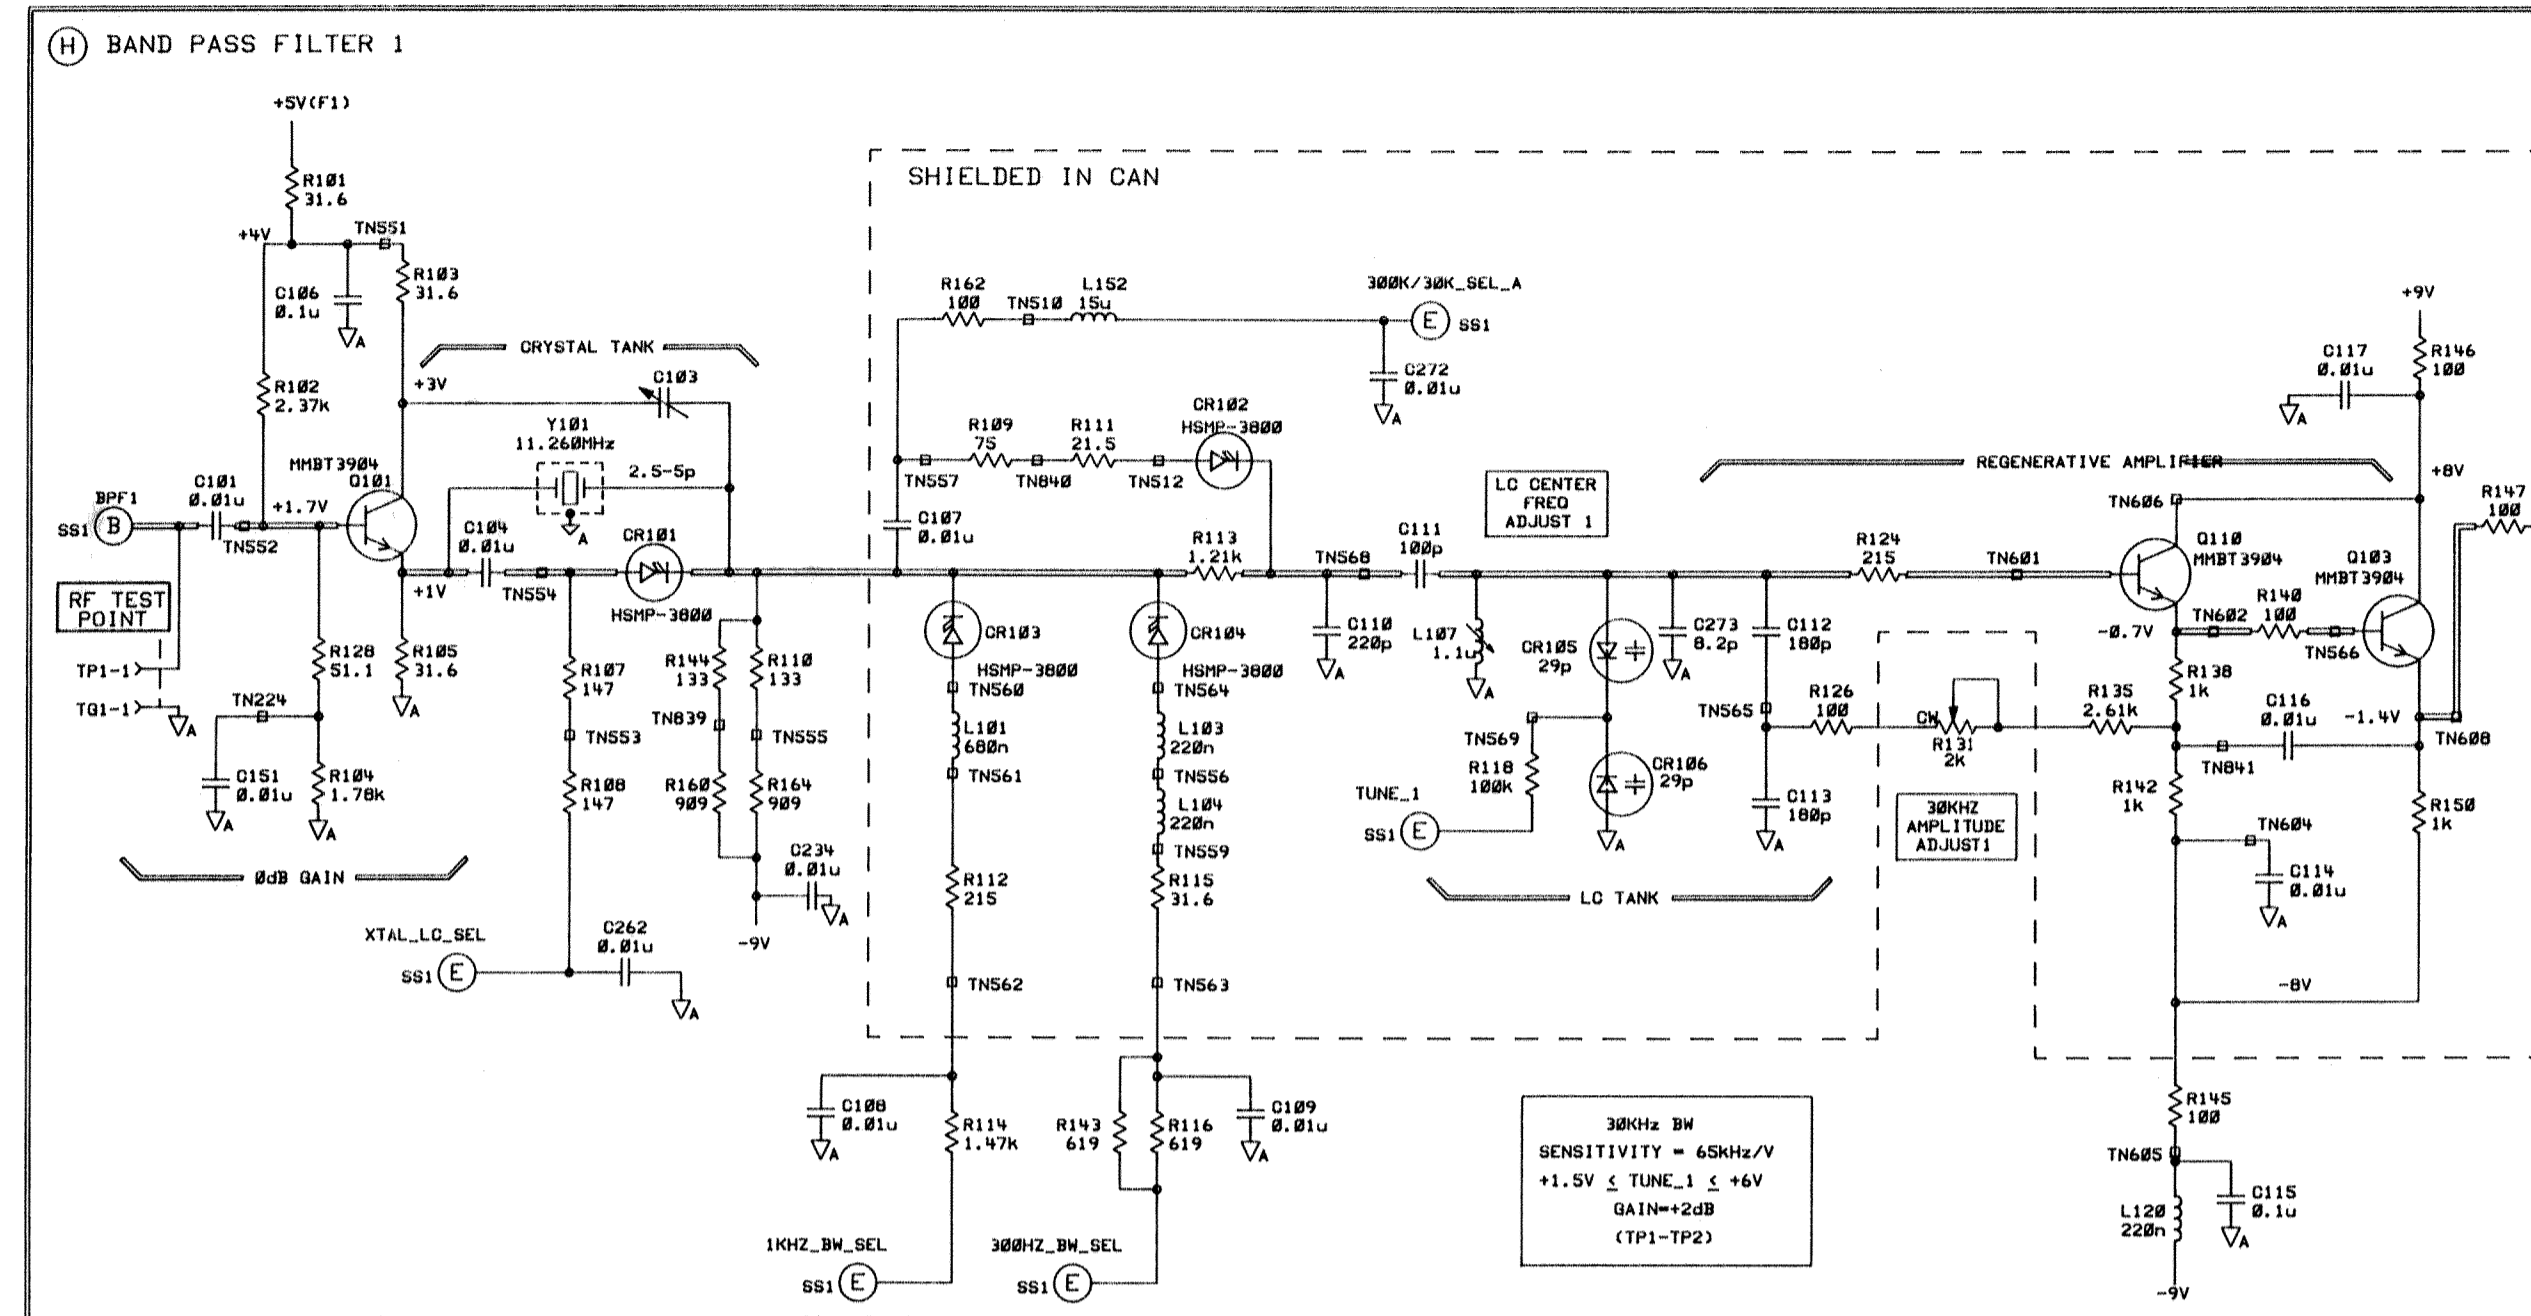 H BAND PASS FILTER 1
+5V(F1)
R101
31.6
+4V
TN551
C106
0.1u
A
R103
31.6
R102
2.37k
CRYSTAL TANK
+3V
C103
2.5-5p
Y101
11.260MHz
A
MMBT3904
Q101
BPF1
SS1 B
C101
0.01u
TN552
+1.7V
C104
0.01u
CR101
HSMP-3800
+1V
TN554
RF TEST
POINT
TP1-1
TG1-1
A
R128
51.1
R105
31.6
A
TN224
C151
0.01u
A
R104
1.78k
A
0dB GAIN
R107
147
TN553
R108
147
XTAL_LC_SEL
SS1 E
C262
0.01u
A
R144
133
R110
133
TN839
TN555
R160
909
R164
909
C234
0.01u
A
-9V
SHIELDED IN CAN
R162
100
TN510
L152
15u
300K/30K_SEL_A
E SS1
C272
0.01u
A
TN557
R109
75
TN840
R111
21.5
TN512
CR102
HSMP-3800
C107
0.01u
R113
1.21k
CR103
HSMP-3800
TN560
L101
680n
TN561
R112
215
TN562
CR104
HSMP-3800
TN564
L103
220n
TN556
L104
220n
TN559
R115
31.6
TN563
C108
0.01u
A
R114
1.47k
R143
619
R116
619
C109
0.01u
A
1KHZ_BW_SEL
SS1 E
300HZ_BW_SEL
SS1 E
TN568
C110
220p
A
C111
100p
LC CENTER
FREQ
ADJUST 1
L107
1.1u
A
CR105
29p
C273
8.2p
A
C112
180p
TN569
R118
100k
TUNE_1
SS1 E
CR106
29p
A
TN565
C113
180p
A
LC TANK
R126
100
CW
R131
2K
30KHZ
AMPLITUDE
ADJUST1
R135
2.61k
REGENERATIVE AMPLIFIER
R124
215
TN601
TN606
Q110
MMBT3904
+9V
C117
0.01u
A
R146
100
+8V
R147
100
Q103
MMBT3904
-0.7V
TN602
R140
100
TN566
R138
1k
C116
0.01u
-1.4V
TN608
TN841
R142
1k
R150
1k
TN604
C114
0.01u
A
-8V
R145
100
TN605
C115
0.1u
A
L120
220n
-9V
30KHz BW
SENSITIVITY = 65kHz/V
+1.5V ≤ TUNE_1 ≤ +6V
GAIN=+2dB
(TP1-TP2)